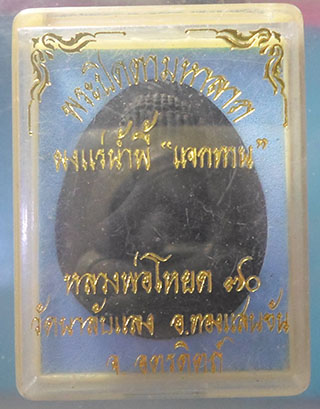 พระปิดตามหาลาภ
ผงแร่น้ำพี้ "แจกทาน"
หลวงพ่อโหยด ๗๐
วัดนาลับแลง อ.ทองแสนขัน
จ.อุตรดิตถ์